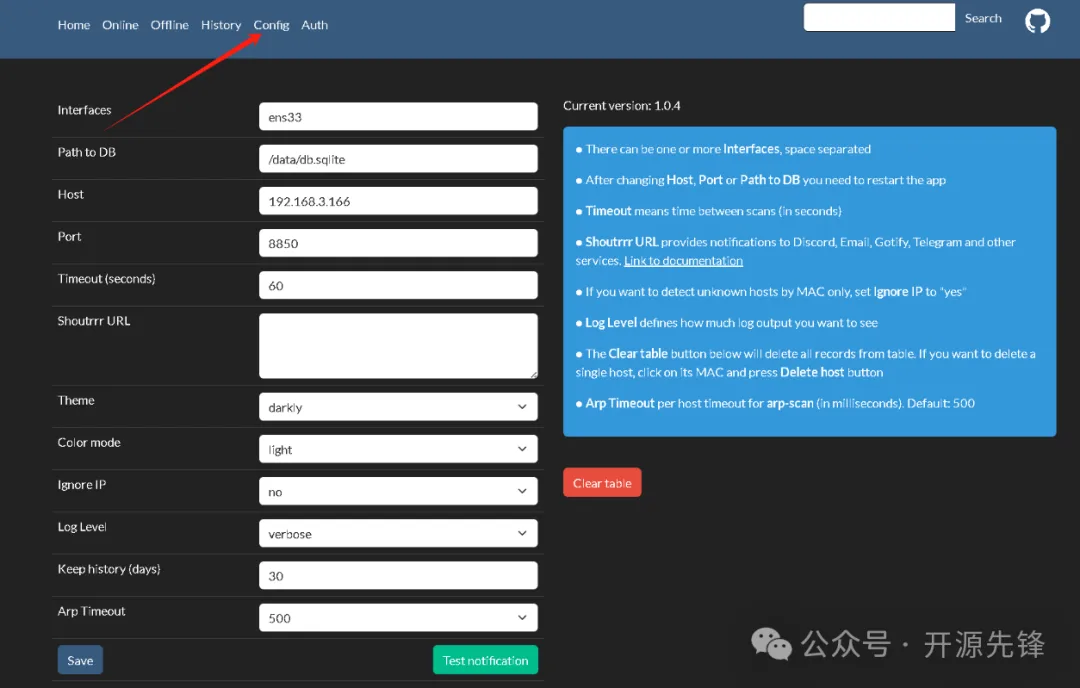 Home Online Offline History Config Auth Search
Interfaces ens33
Path to DB /data/db.sqlite
Host 192.168.3.166
Port 8850
Timeout (seconds) 60
Shoutrrr URL
Theme darkly
Color mode light
Ignore IP no
Log Level verbose
Keep history (days) 30
Arp Timeout 500
Save Test notification
Current version: 1.0.4
● There can be one or more Interfaces, space separated
● After changing Host, Port or Path to DB you need to restart the app
● Timeout means time between scans (in seconds)
● Shoutrrr URL provides notifications to Discord, Email, Gotify, Telegram and other
services. Link to documentation
● If you want to detect unknown hosts by MAC only, set Ignore IP to "yes"
● Log Level defines how much log output you want to see
● The Clear table button below will delete all records from table. If you want to delete a
single host, click on its MAC and press Delete host button
● Arp Timeout per host timeout for arp-scan (in milliseconds). Default: 500
Clear table
公众号 · 开源先锋